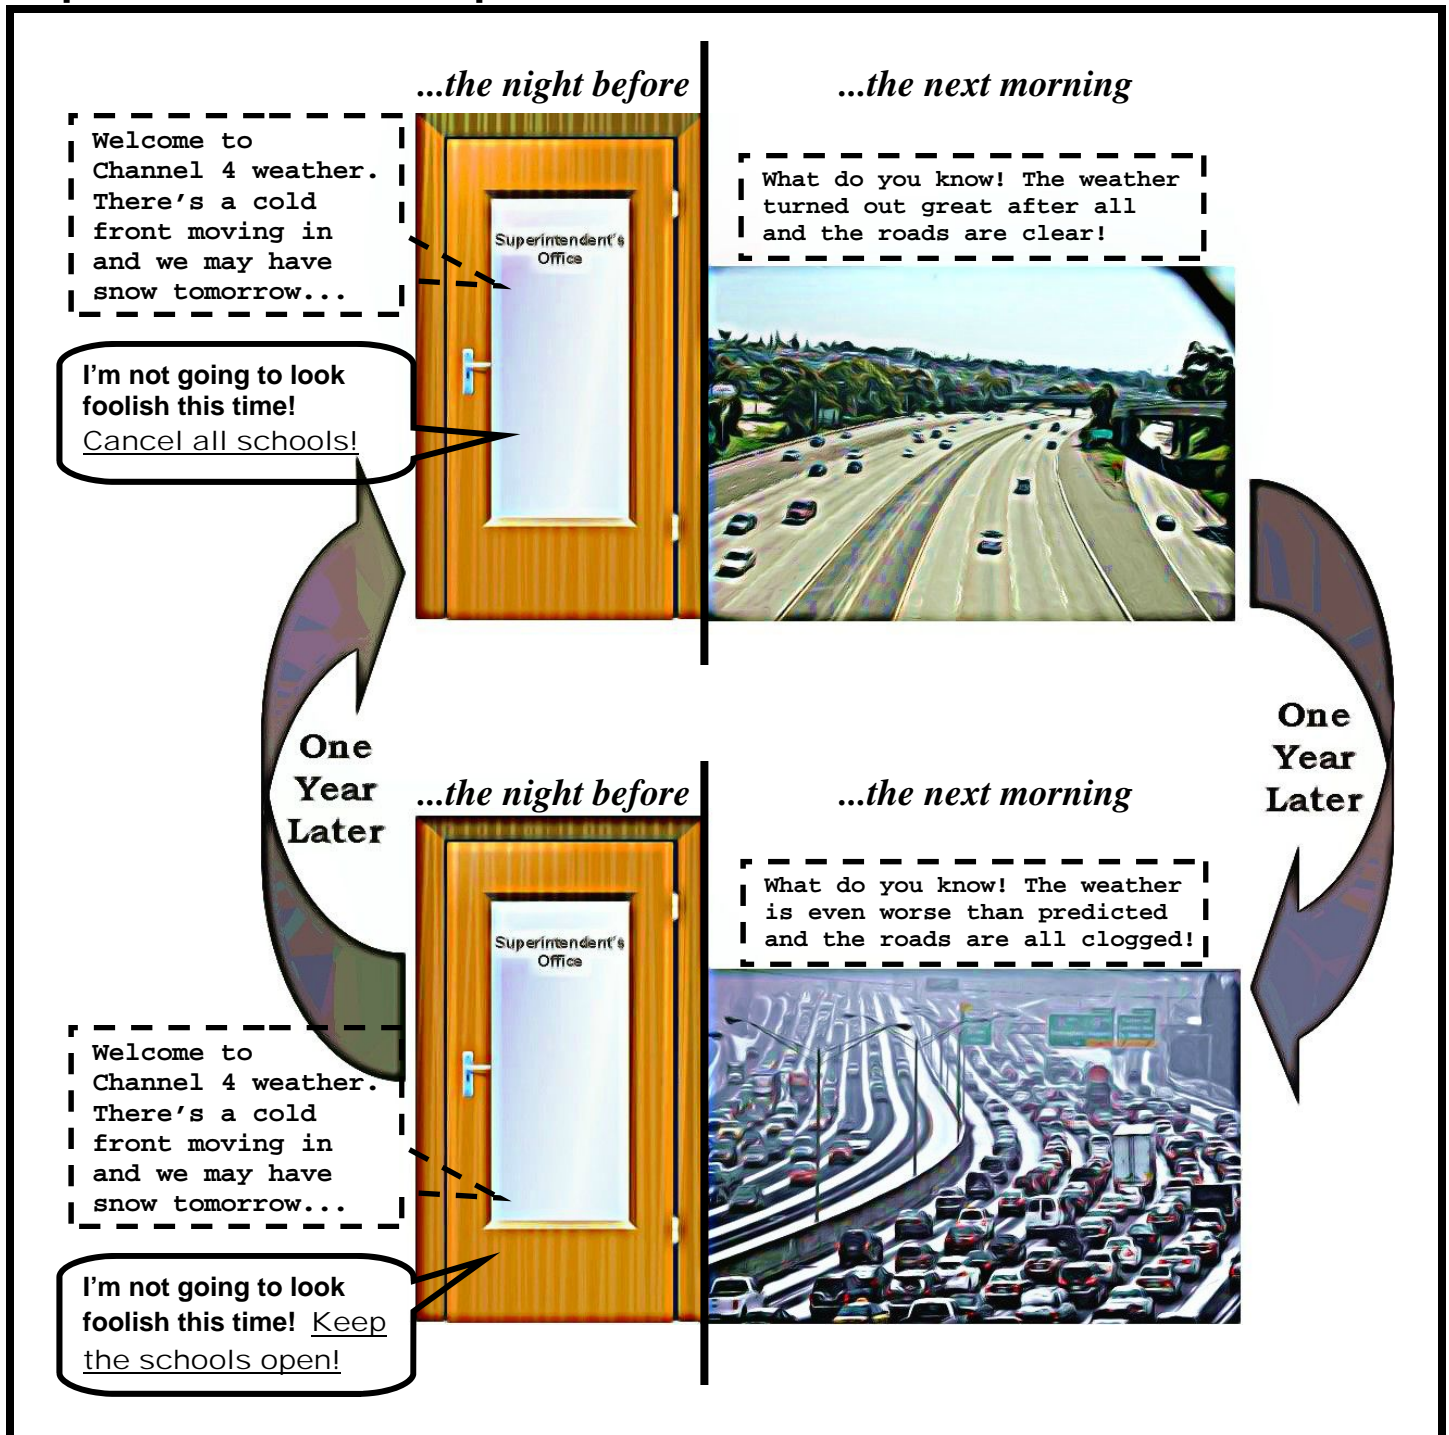 ...the night before
...the next morning
Welcome to
Channel 4 weather.
There's a cold
front moving in
and we may have
snow tomorrow...
What do you know! The weather
turned out great after all
and the roads are clear!
Superintendent's
Office
I'm not going to look
foolish this time!
Cancel all schools!
One
Year
Later
One
Year
Later
...the night before
...the next morning
What do you know! The weather
is even worse than predicted
and the roads are all clogged!
Superintendent's
Office
Welcome to
Channel 4 weather.
There's a cold
front moving in
and we may have
snow tomorrow...
I'm not going to look
foolish this time! Keep
the schools open!